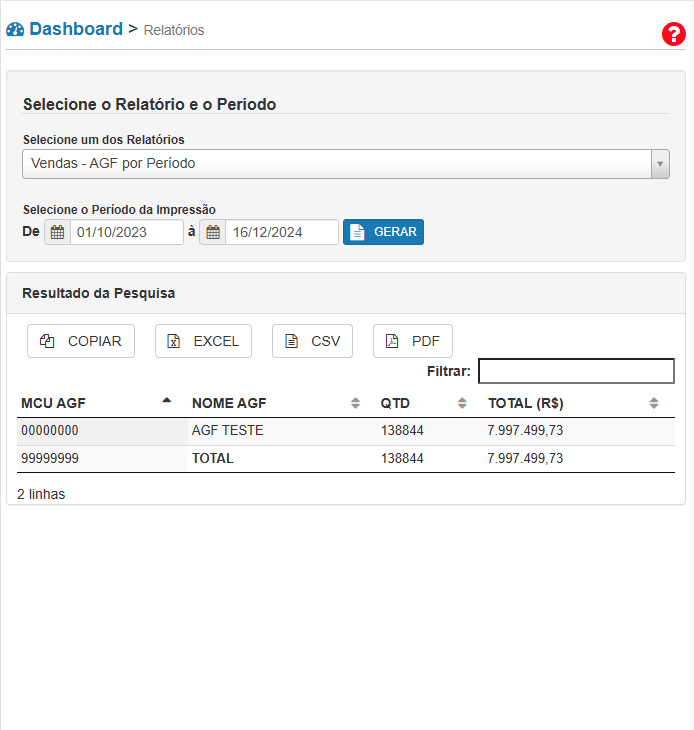 Dashboard > Relatórios
?
Selecione o Relatório e o Período
Selecione um dos Relatórios
Vendas - AGF por Período
Selecione o Período da Impressão
De 01/10/2023 à 16/12/2024 GERAR
Resultado da Pesquisa
COPIAR EXCEL CSV PDF
Filtrar:
MCU AGF NOME AGF QTD TOTAL (R$)
00000000 AGF TESTE 138844 7.997.499,73
99999999 TOTAL 138844 7.997.499,73
2 linhas